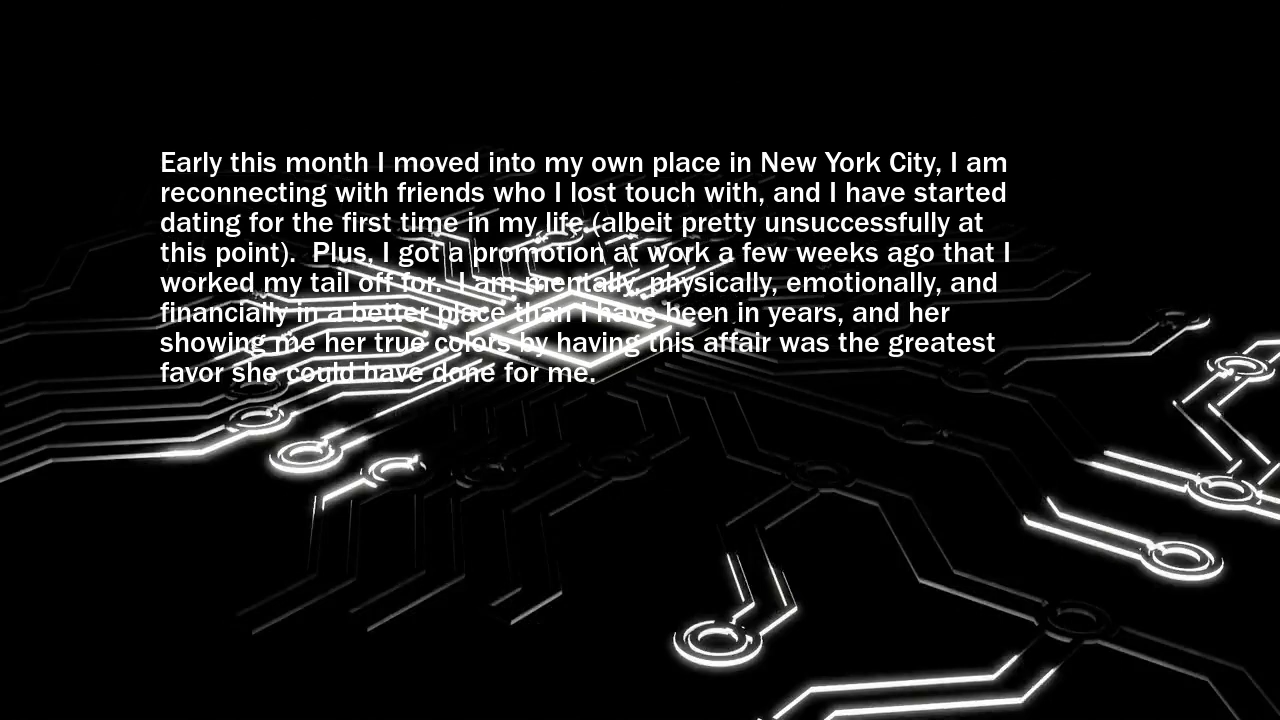 Early this month I moved into my own place in New York City, I am
reconnecting with friends who I lost touch with, and I have started
dating for the first time in my life (albeit pretty unsuccessfully at
this point).  Plus, I got a promotion at work a few weeks ago that I
worked my tail off for.  I am mentally, physically, emotionally, and
financially in a better place than I have been in years, and her
showing me her true colors by having this affair was the greatest
favor she could have done for me.